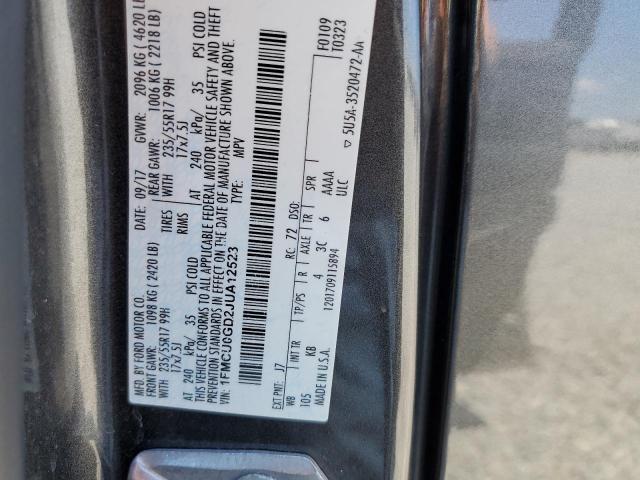 MFD. BY FORD MOTOR CO.
DATE: 09/17 GVWR: 2096 KG ( 4620 LB
FRONT GAWR: 1098 KG ( 2420 LB) REAR GAWR: 1006 KG ( 2218 LB)
WITH 235/55R17 99H TIRES WITH 235/55R17 99H
17x7.5J RIMS 17x7.5J
AT 240 kPa/ 35 PSI COLD AT 240 kPa/ 35 PSI COLD
THIS VEHICLE CONFORMS TO ALL APPLICABLE FEDERAL MOTOR VEHICLE SAFETY AND THEFT
PREVENTION STANDARDS IN EFFECT ON THE DATE OF MANUFACTURE SHOWN ABOVE.
VIN: 1FMCU0GD2JUA12523 TYPE: MPV
F0109
T0323
EXT PNT: J7 RC: 72 DSO:
WB INT TR TP/PS R AXLE TR SPR
105 KB 4 3C 6 AAAA
MADE IN U.S.A. 1201709115894 ULC
▽ 5U5A-3520472-AA